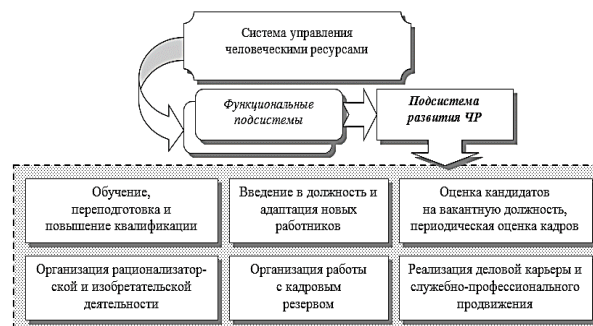 Система управления
человеческими ресурсами
Функциональные
подсистемы
Подсистема
развития ЧР
Обучение,
переподготовка и
повышение квалификации
Введение в должность и
адаптация новых
работников
Оценка кандидатов
на вакантную должность,
периодическая оценка кадров
Организация рационализатор-
ской и изобретательской
деятельности
Организация работы
с кадровым
резервом
Реализация деловой карьеры и
служебно-профессионального
продвижения